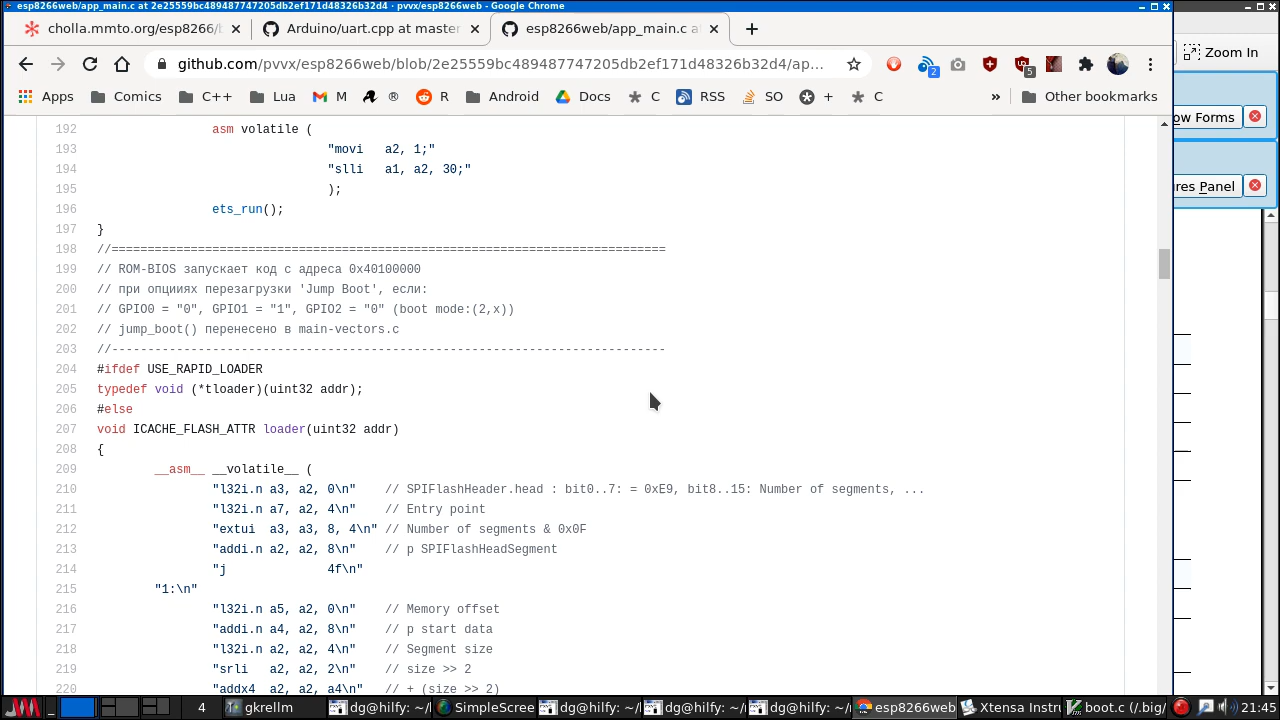 esp8266web/app_main.c at 2e25559bc489487747205db2ef171d48326b32d4 · pvvx/esp8266web - Google Chrome
cholla.mmto.org/esp8266/b
Arduino/uart.cpp at master
esp8266web/app_main.c at
Zoom In
github.com/pvvx/esp8266web/blob/2e25559bc489487747205db2ef171d48326b32d4/ap...
2
5
Apps Comics C++ Lua M ® R Android Docs C RSS SO + C » Other bookmarks
ow Forms
ures Panel
192 asm volatile (
193 "movi a2, 1;"
194 "slli a1, a2, 30;"
195 );
196 ets_run();
197 }
198 //=============================================================================
199 // ROM-BIOS запускает код с адреса 0x40100000
200 // при опцииях перезагрузки 'Jump Boot', если:
201 // GPIO0 = "0", GPIO1 = "1", GPIO2 = "0" (boot mode:(2,x))
202 // jump_boot() перенесено в main-vectors.c
203 //-----------------------------------------------------------------------------
204 #ifdef USE_RAPID_LOADER
205 typedef void (*tloader)(uint32 addr);
206 #else
207 void ICACHE_FLASH_ATTR loader(uint32 addr)
208 {
209 __asm__ __volatile__ (
210 "l32i.n a3, a2, 0\n" // SPIFlashHeader.head : bit0..7: = 0xE9, bit8..15: Number of segments, ...
211 "l32i.n a7, a2, 4\n" // Entry point
212 "extui a3, a3, 8, 4\n" // Number of segments & 0x0F
213 "addi.n a2, a2, 8\n" // p SPIFlashHeadSegment
214 "j 4f\n"
215 "1:\n"
216 "l32i.n a5, a2, 0\n" // Memory offset
217 "addi.n a4, a2, 8\n" // p start data
218 "l32i.n a2, a2, 4\n" // Segment size
219 "srli a2, a2, 2\n" // size >> 2
220 "addx4 a2, a2, a4\n" // + (size >> 2)
4 gkrellm dg@hilfy: ~/ SimpleScree dg@hilfy: ~/ dg@hilfy: ~/ dg@hilfy: ~/ esp8266web Xtensa Instru boot.c (/.big/ 21:45